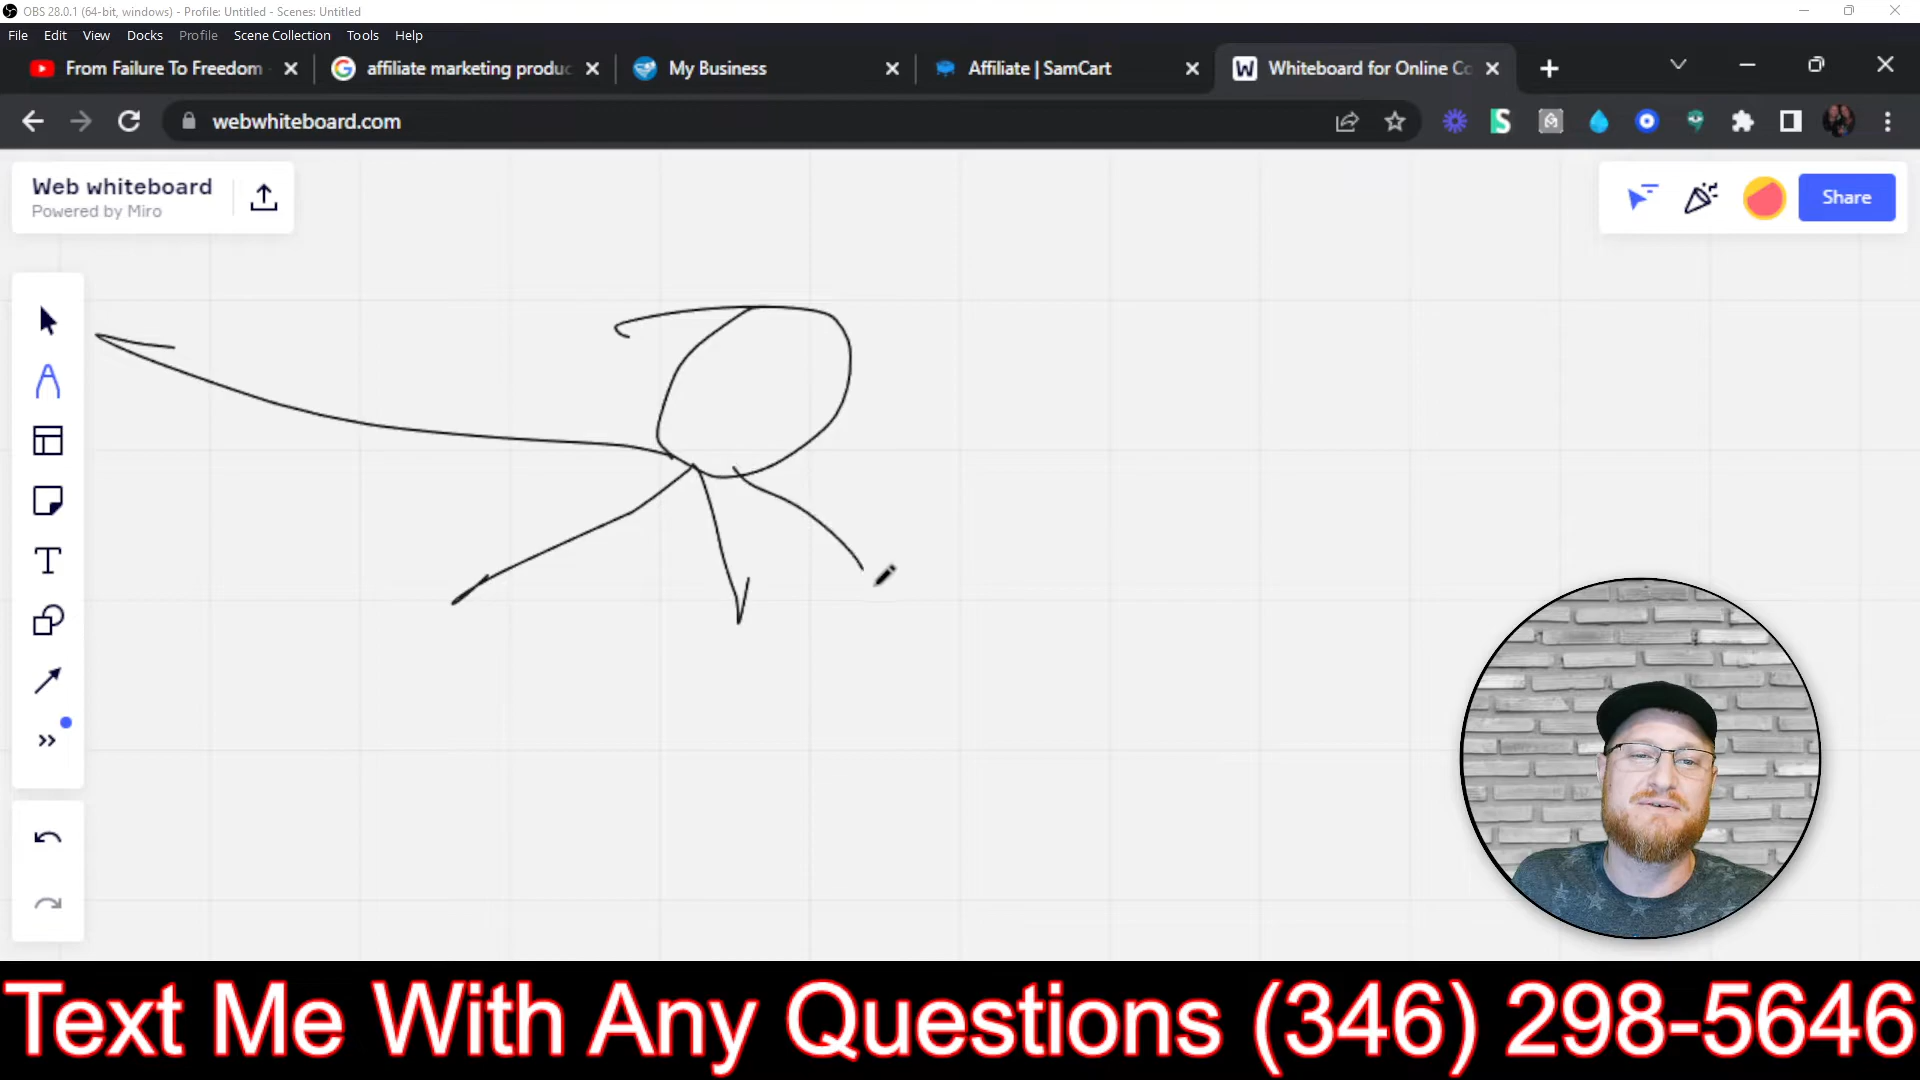 OBS 28.0.1 (64-bit, windows) - Profile: Untitled - Scenes: Untitled
File Edit View Docks Profile Scene Collection Tools Help
From Failure To Freedom affiliate marketing produc My Business Affiliate | SamCart Whiteboard for Online Co
webwhiteboard.com
Web whiteboard
Powered by Miro
Share
Text Me With Any Questions (346) 298-5646